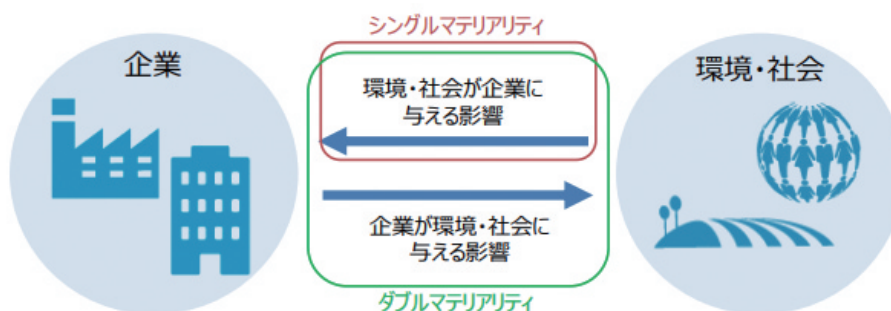 シングルマテリアリティ
企業
環境・社会が企業に
与える影響
環境・社会
企業が環境・社会に
与える影響
ダブルマテリアリティ